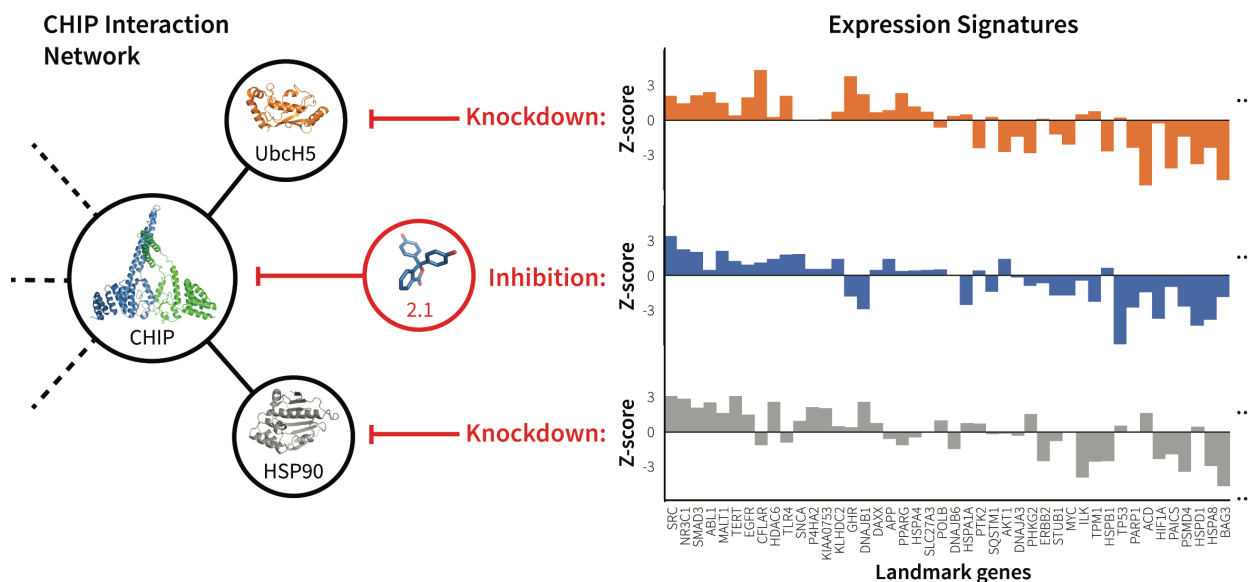 CHIP Interaction
Network
UbcH5
Knockdown:
CHIP
2.1
Inhibition:
HSP90
Knockdown:
Expression Signatures
Z-score
3
0
-3
...
Z-score
3
0
-3
...
Z-score
3
0
-3
...
...
SRC
NR3C1
SMAD3
ABL1
MALT1
TERT
EGFR
CFLAR
HDAC6
TLR4
SNCA
P4HA2
KIAA0753
KLHDC2
GHR
DNAJB1
DAXX
APP
PPARG
HSPA4
SLC27A3
POLB
DNAJB6
HSPA1A
PTK2
SQSTM1
AKT1
DNAJA3
PHKG2
ERBB2
STUB1
MYC
ILK
TPM1
HSPB1
TP53
PARP1
ACD
HIF1A
PAICS
PSMD4
HSPD1
HSPA8
BAG3
Landmark genes